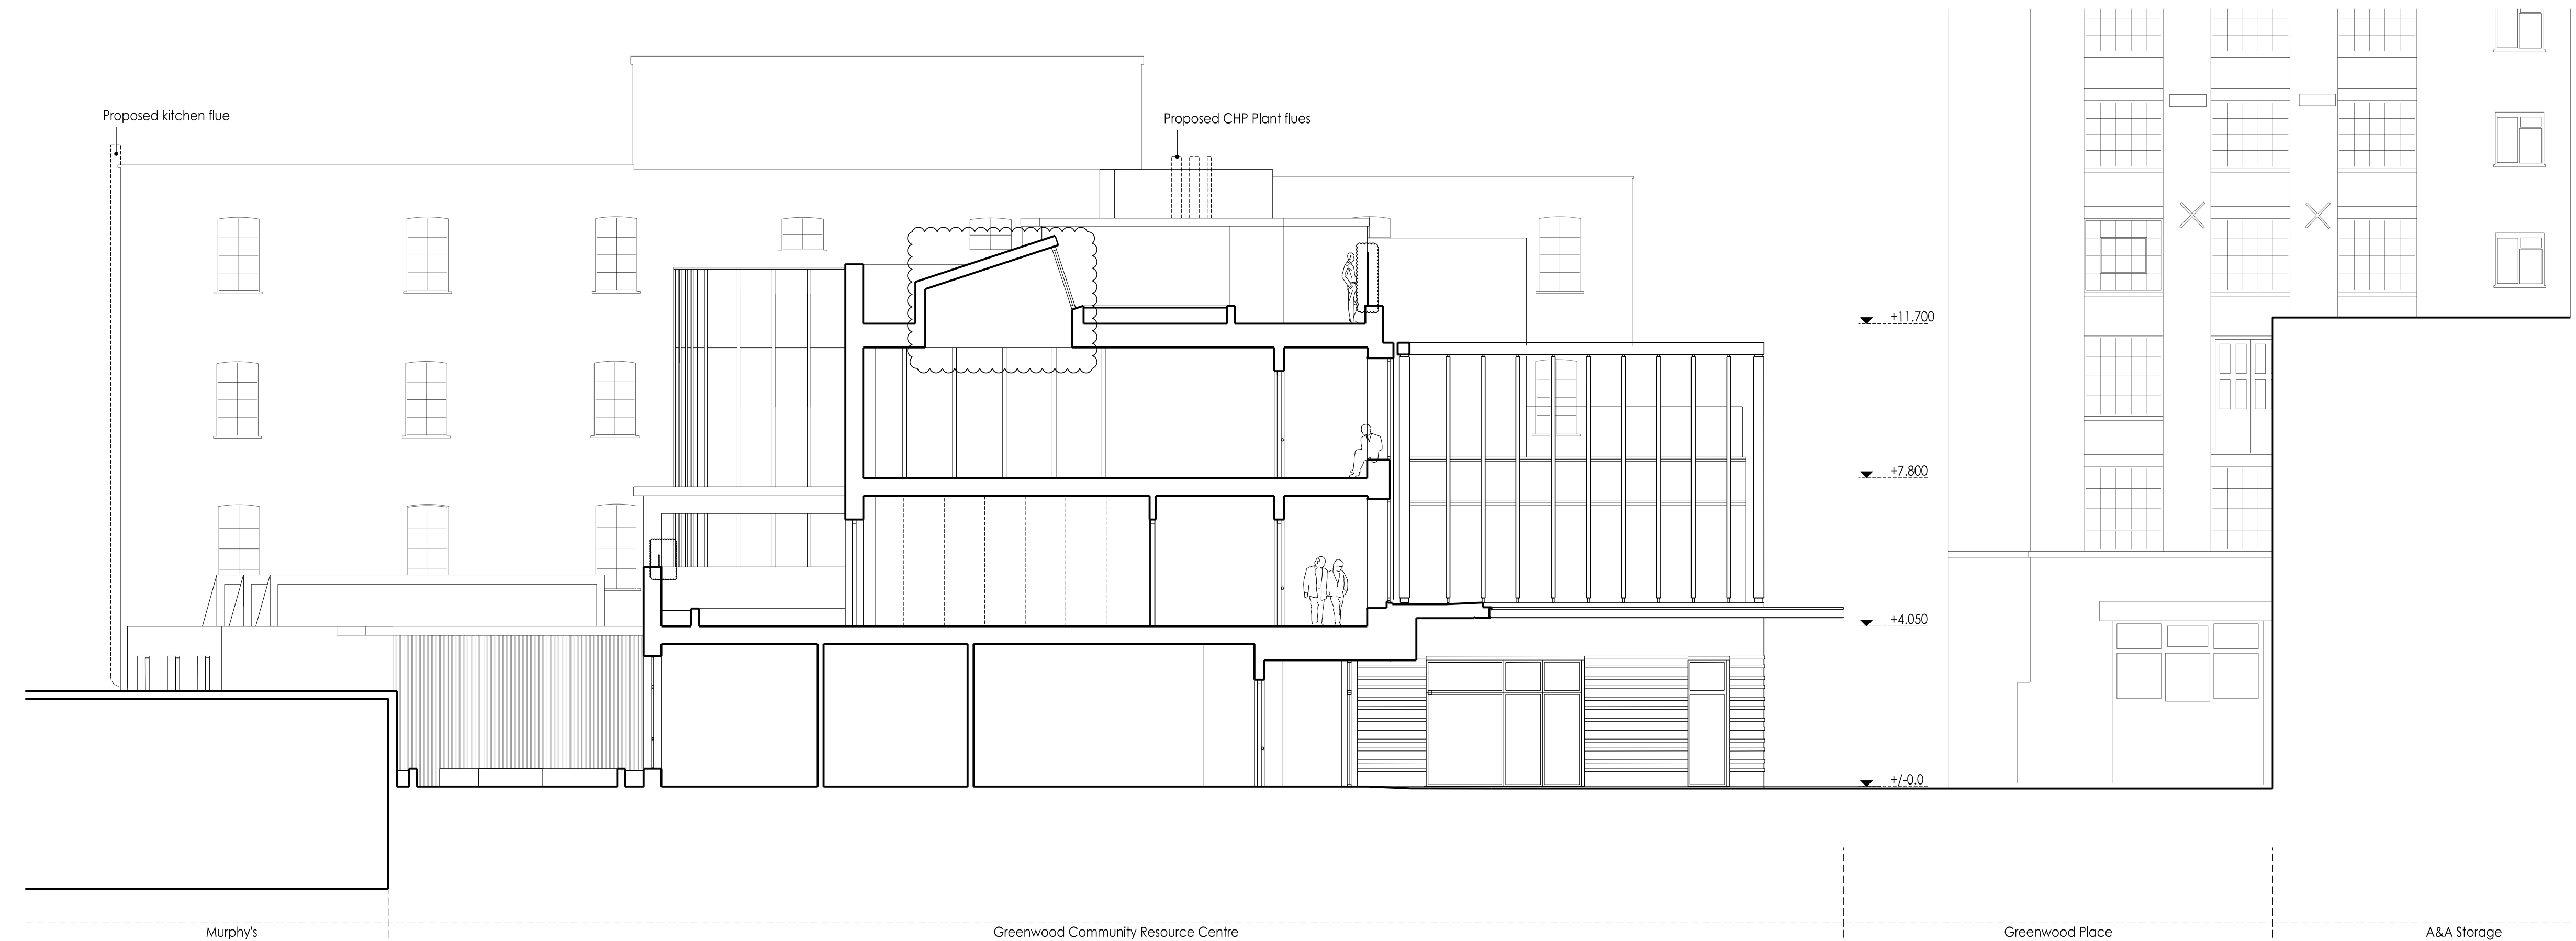 Proposed kitchen flue
Proposed CHP Plant flues
+11.700
+7.800
+4.050
+/-0.0
Murphy's
Greenwood Community Resource Centre
Greenwood Place
A&A Storage